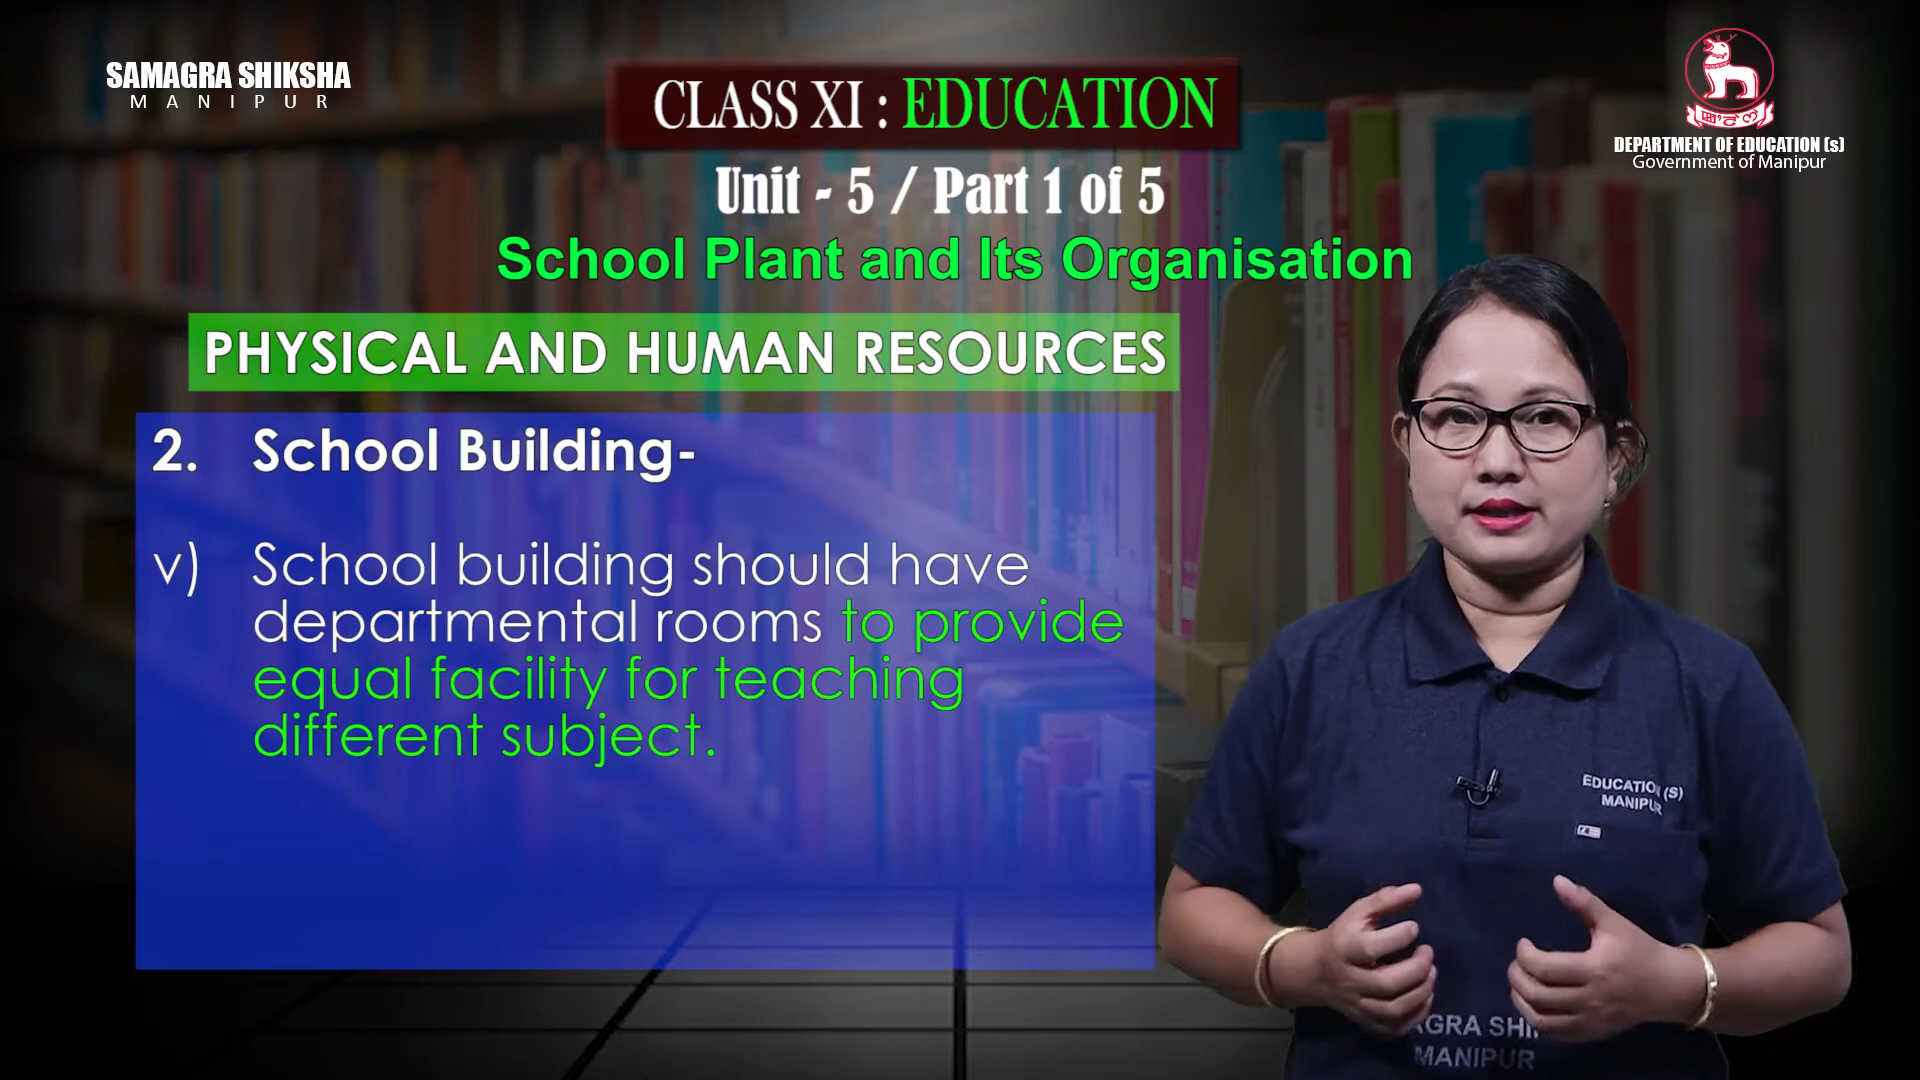 SAMAGRA SHIKSHA
MANIPUR
CLASS XI : EDUCATION
Unit - 5 / Part 1 of 5
School Plant and Its Organisation
DEPARTMENT OF EDUCATION (s)
Government of Manipur
PHYSICAL AND HUMAN RESOURCES
2. School Building-
v) School building should have
departmental rooms to provide
equal facility for teaching
different subject.
EDUCATION (S)
MANIPUR
MANIPUR